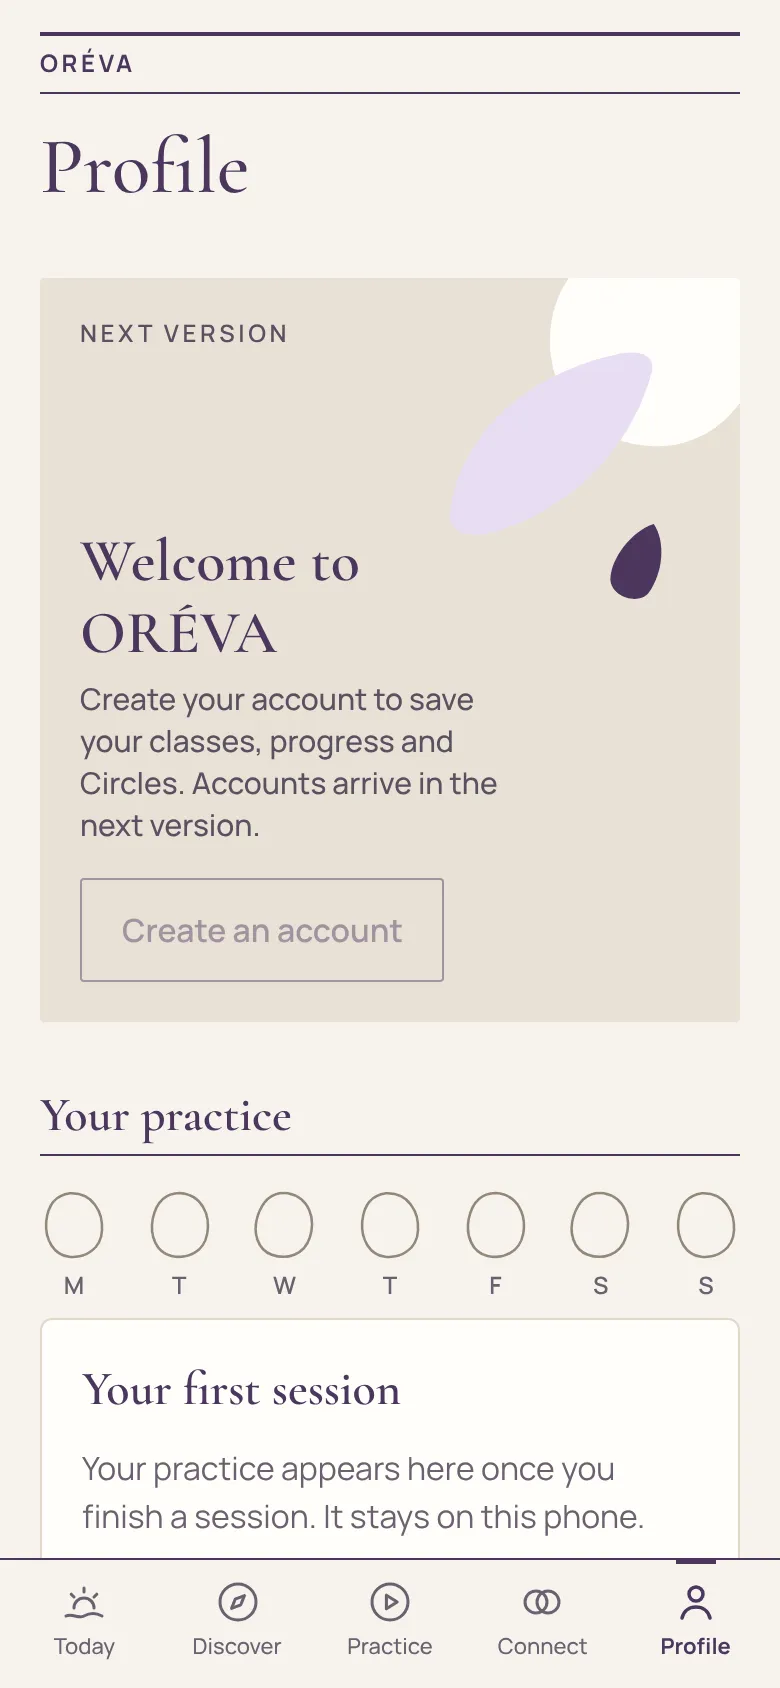 ORÉVA
Profile
NEXT VERSION
Welcome to
ORÉVA
Create your account to save
your classes, progress and
Circles. Accounts arrive in the
next version.
Create an account
Your practice
M T W T F S S
Your first session
Your practice appears here once you
finish a session. It stays on this phone.
Today Discover Practice Connect Profile